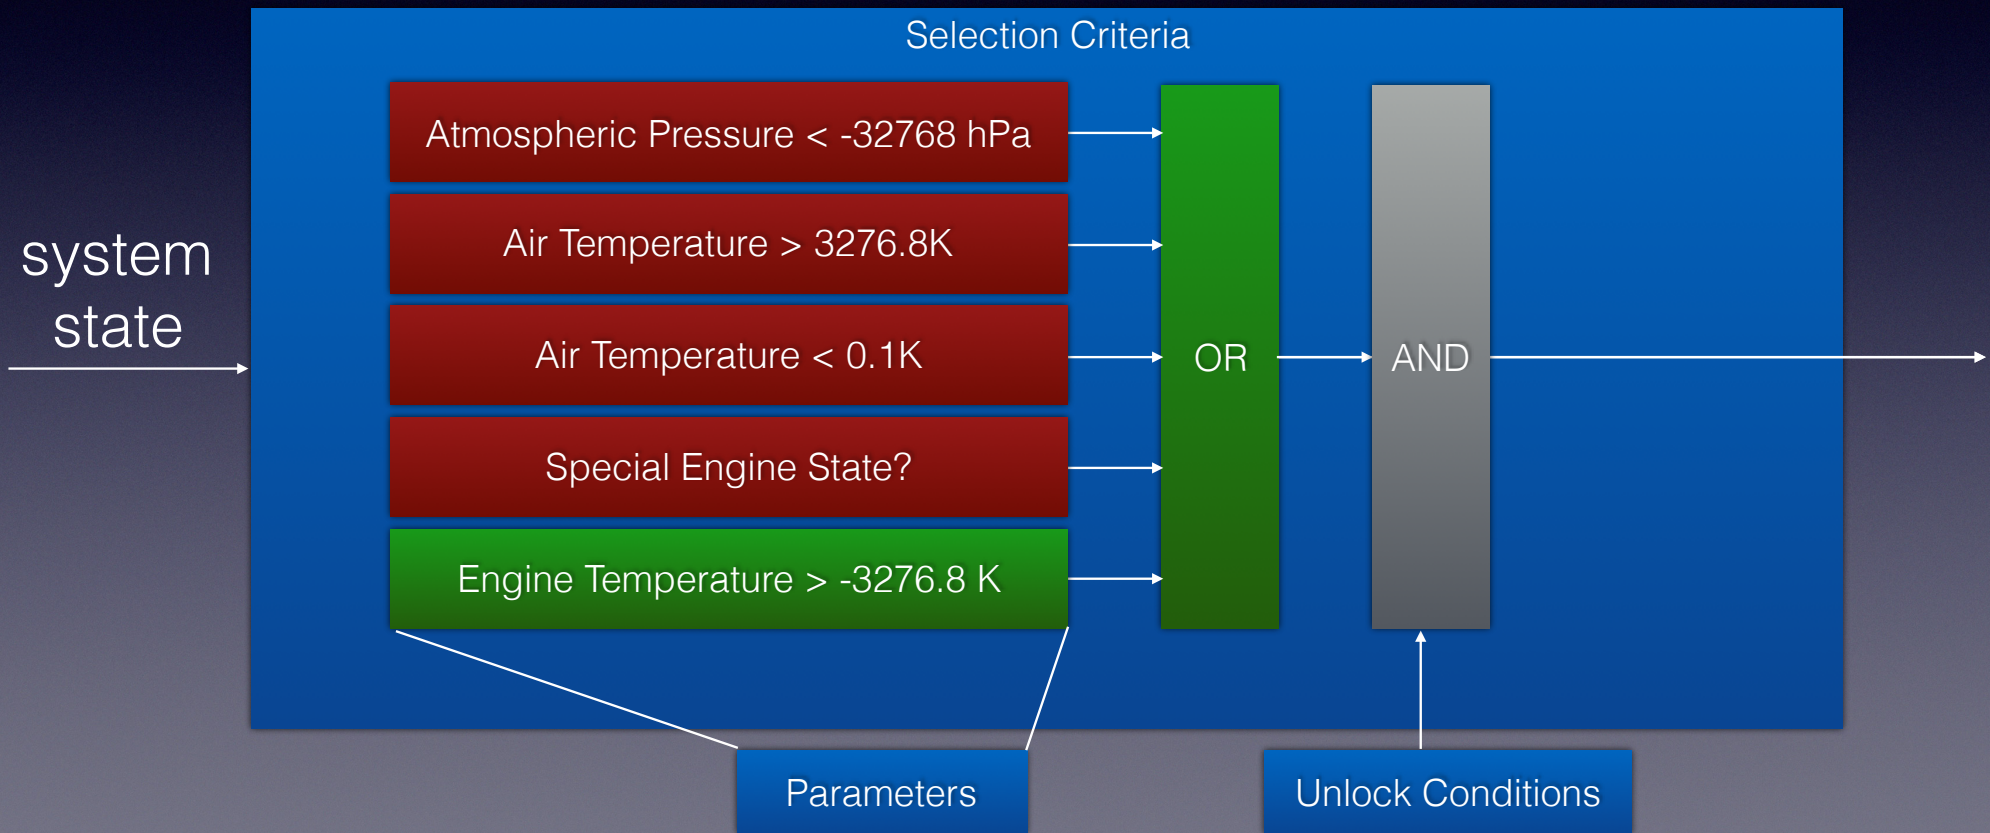 Selection Criteria
Atmospheric Pressure < -32768 hPa
Air Temperature > 3276.8K
system
state
Air Temperature < 0.1K
OR
AND
Special Engine State?
Engine Temperature > -3276.8 K
Parameters
Unlock Conditions